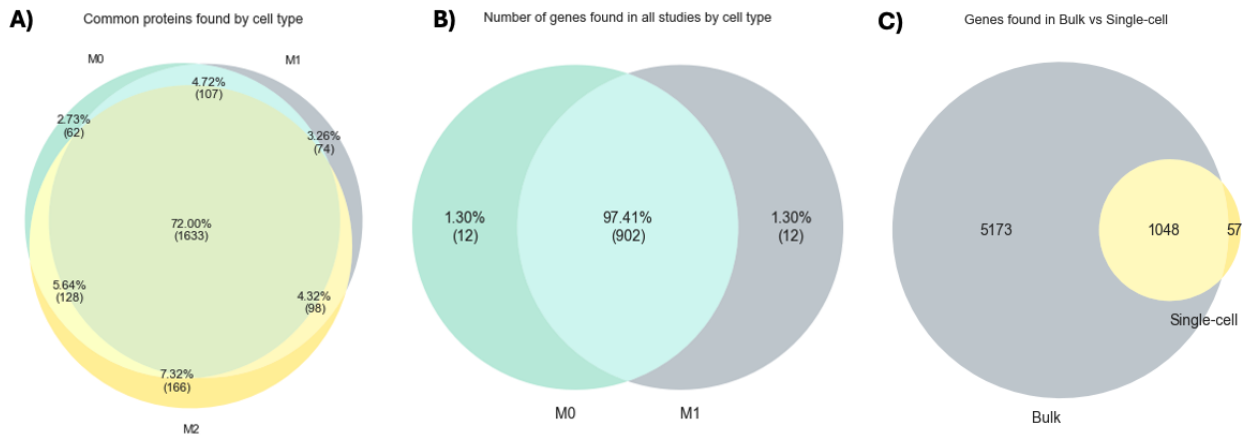 A)
Common proteins found by cell type
M0
M1
4.72%
(107)
2.73%
(62)
3.26%
(74)
72.00%
(1633)
5.64%
(128)
4.32%
(98)
7.32%
(166)
M2
B)
Number of genes found in all studies by cell type
1.30%
(12)
97.41%
(902)
1.30%
(12)
M0
M1
C)
Genes found in Bulk vs Single-cell
5173
1048
57
Single-cell
Bulk